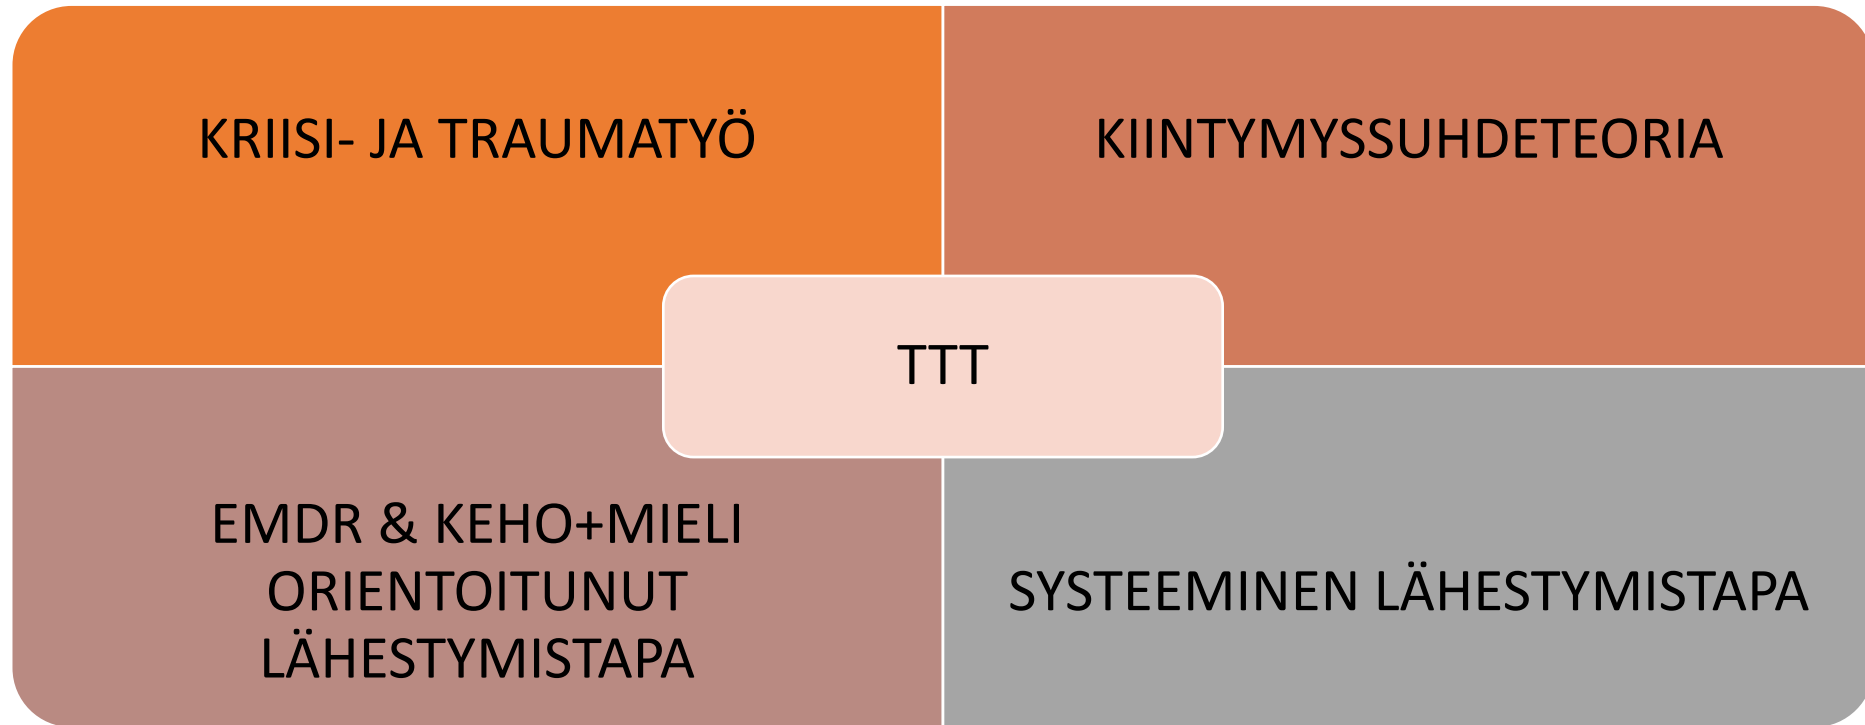 KRIISI- JA TRAUMATYÖ
KIINTYMYSSUHDETEORIA
TTT
EMDR & KEHO+MIELI
ORIENTOITUNUT
LÄHESTYMISTAPA
SYSTEEMINEN LÄHESTYMISTAPA